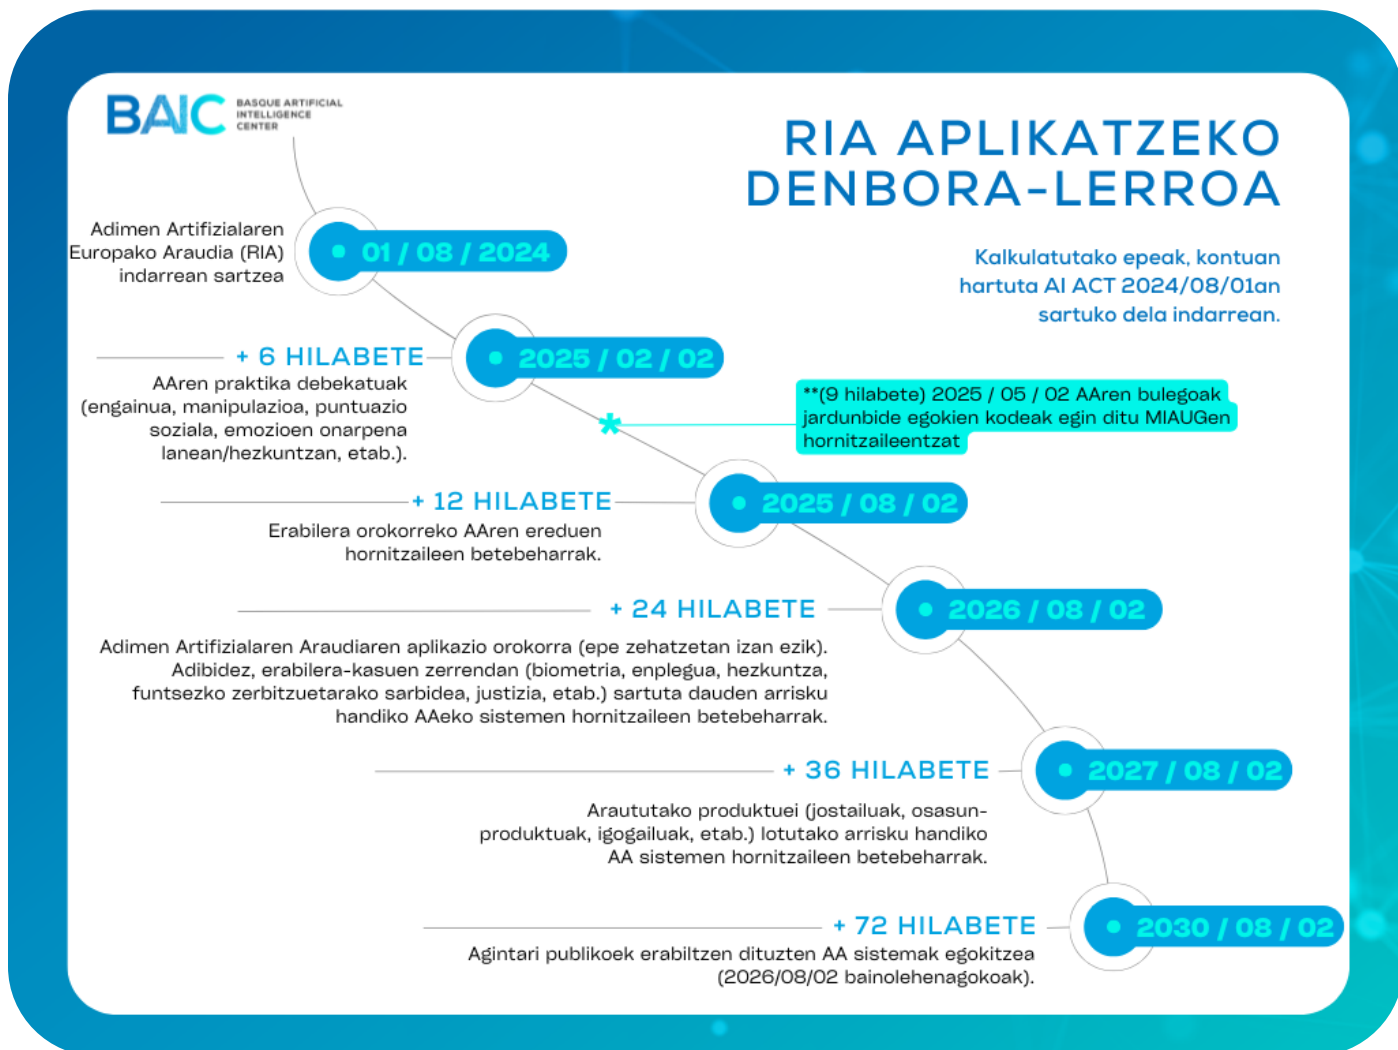 BAIC
BASQUE ARTIFICIAL
INTELLIGENCE
CENTER
RIA APLIKATZEKO
DENBORA-LERROA
Kalkulatutako epeak, kontuan
hartuta AI ACT 2024/08/01an
sartuko dela indarrean.
Adimen Artifizialaren
Europako Araudia (RIA)
indarrean sartzea
01 / 08 / 2024
+ 6 HILABETE
2025 / 02 / 02
AAren praktika debekatuak
(engainua, manipulazioa, puntuazio
soziala, emozioen onarpena
lanean/hezkuntzan, etab.).
*
**(9 hilabete) 2025 / 05 / 02 AAren bulegoak
jardunbide egokien kodeak egin ditu MIAUGen
hornitzaileentzat
+ 12 HILABETE
2025 / 08 / 02
Erabilera orokorreko AAren ereduen
hornitzaileen betebeharrak.
+ 24 HILABETE
2026 / 08 / 02
Adimen Artifizialaren Araudiaren aplikazio orokorra (epe zehatzetan izan ezik).
Adibidez, erabilera-kasuen zerrendan (biometria, enplegua, hezkuntza,
funtsezko zerbitzuetarako sarbidea, justizia, etab.) sartuta dauden arrisku
handiko AAeko sistemen hornitzaileen betebeharrak.
+ 36 HILABETE
2027 / 08 / 02
Araututako produktuei (jostailuak, osasun-
produktuak, igogailuak, etab.) lotutako arrisku handiko
AA sistemen hornitzaileen betebeharrak.
+ 72 HILABETE
2030 / 08 / 02
Agintari publikoek erabiltzen dituzten AA sistemak egokitzea
(2026/08/02 bainolehenagokoak).